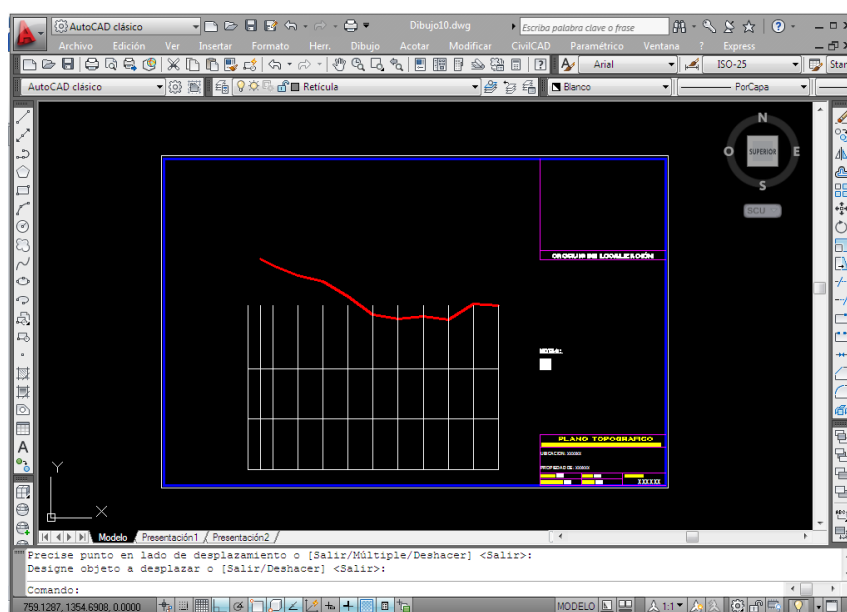 AutoCAD clásico
Dibujo10.dwg
Escriba palabra clave o frase
Archivo Edición Ver Insertar Formato Herr. Dibujo Acotar Modificar CivilCAD Paramétrico Ventana ? Express
Arial
ISO-25
Star
AutoCAD clásico
Retícula
Blanco
PorCapa
N
O
SUPERIOR
E
S
SCU
CROQUIS DE LOCALIZACIÓN
NOTAS:
PLANO TOPOGRAFICO
UBICACION: xxxxxx
PROPIEDAD DE: xxxxxx
XXXXXX
Y
X
Modelo / Presentación1 / Presentación2 /
Precise punto en lado de desplazamiento o [Salir/Múltiple/Deshacer] <Salir>:
Designe objeto a desplazar o [Salir/Deshacer] <Salir>:
Comando:
759.1287, 1354.6908, 0.0000
MODELO
1:1